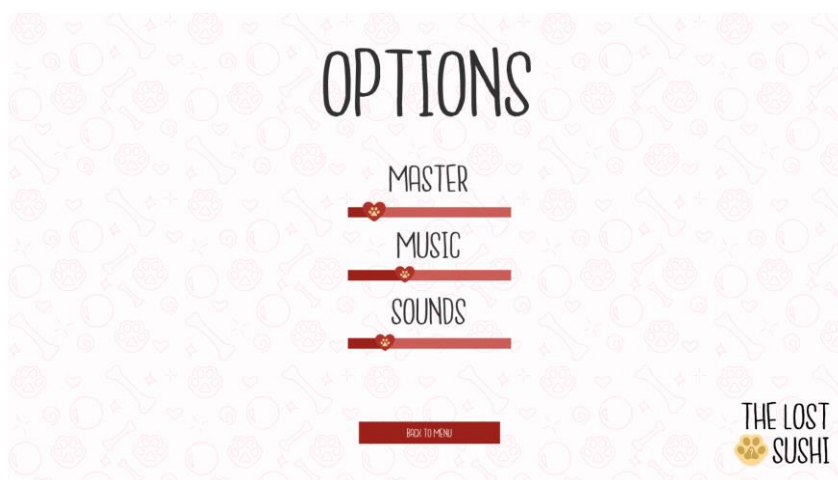 OPTIONS
MASTER
MUSIC
SOUNDS
BACK TO MENU
THE LOST
SUSHI